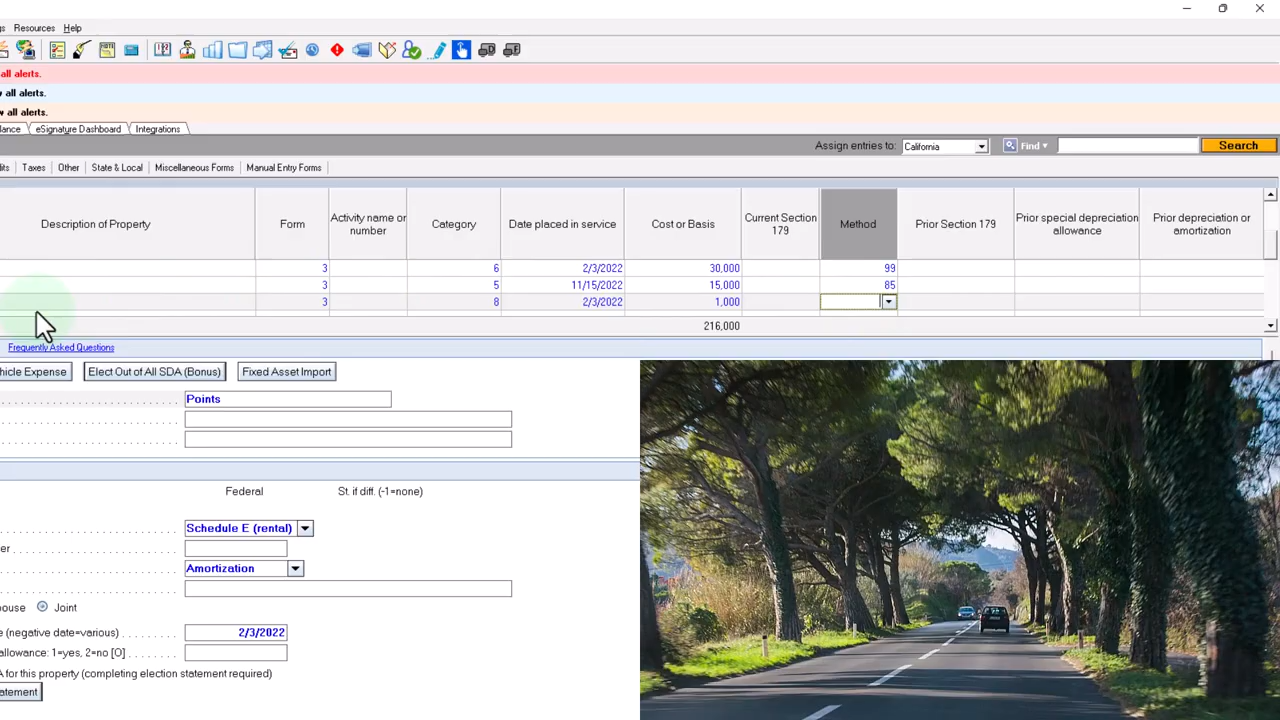 Resources Help
all alerts.
all alerts.
all alerts.
eSignature Dashboard Integrations
Assign entries to: California Find Search
Taxes Other State & Local Miscellaneous Forms Manual Entry Forms
Description of Property Form Activity name or number Category Date placed in service Cost or Basis Current Section 179 Method Prior Section 179 Prior special depreciation allowance Prior depreciation or amortization
3 6 2/3/2022 30,000 99
3 5 11/15/2022 15,000 85
3 8 2/3/2022 1,000
216,000
Frequently Asked Questions
hicle Expense Elect Out of All SDA (Bonus) Fixed Asset Import
Points
Federal St. if diff. (-1=none)
Schedule E (rental)
er
Amortization
pouse Joint
e (negative date=various) 2/3/2022
allowance: 1=yes, 2=no [O]
A for this property (completing election statement required)
atement